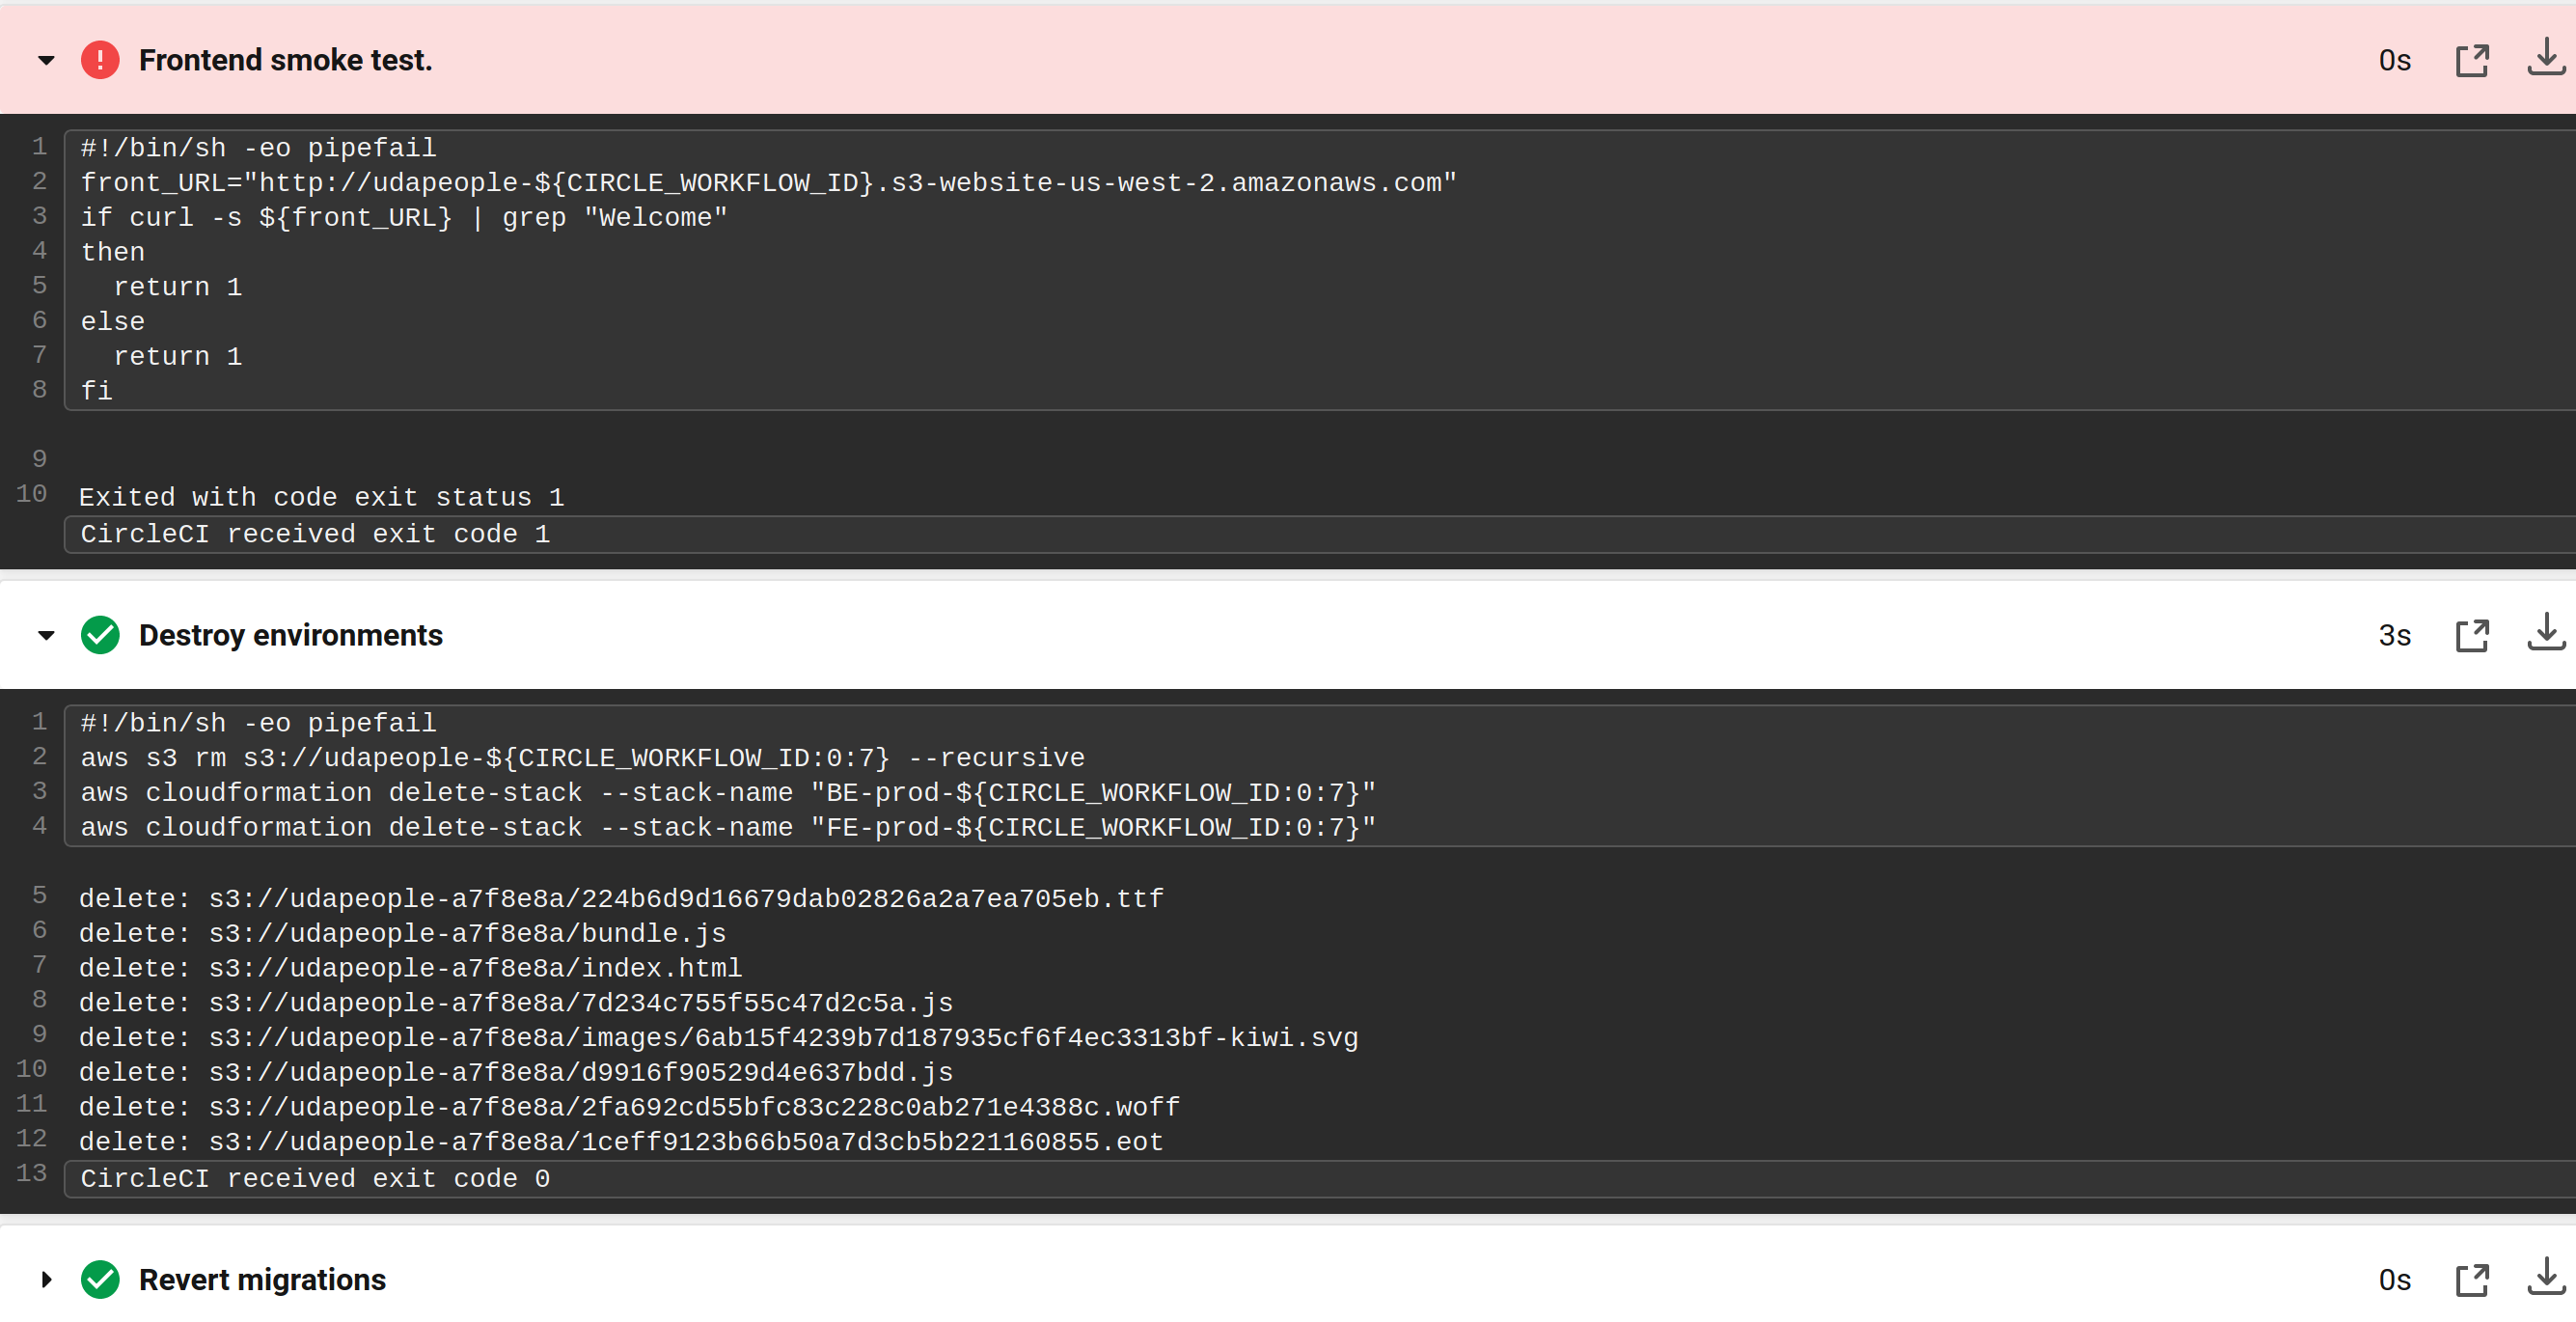 Frontend smoke test.
0s
1 #!/bin/sh -eo pipefail
2 front_URL="http://udapeople-${CIRCLE_WORKFLOW_ID}.s3-website-us-west-2.amazonaws.com"
3 if curl -s ${front_URL} | grep "Welcome"
4 then
5   return 1
6 else
7   return 1
8 fi
9
10 Exited with code exit status 1
CircleCI received exit code 1
Destroy environments
3s
1 #!/bin/sh -eo pipefail
2 aws s3 rm s3://udapeople-${CIRCLE_WORKFLOW_ID:0:7} --recursive
3 aws cloudformation delete-stack --stack-name "BE-prod-${CIRCLE_WORKFLOW_ID:0:7}"
4 aws cloudformation delete-stack --stack-name "FE-prod-${CIRCLE_WORKFLOW_ID:0:7}"
5 delete: s3://udapeople-a7f8e8a/224b6d9d16679dab02826a2a7ea705eb.ttf
6 delete: s3://udapeople-a7f8e8a/bundle.js
7 delete: s3://udapeople-a7f8e8a/index.html
8 delete: s3://udapeople-a7f8e8a/7d234c755f55c47d2c5a.js
9 delete: s3://udapeople-a7f8e8a/images/6ab15f4239b7d187935cf6f4ec3313bf-kiwi.svg
10 delete: s3://udapeople-a7f8e8a/d9916f90529d4e637bdd.js
11 delete: s3://udapeople-a7f8e8a/2fa692cd55bfc83c228c0ab271e4388c.woff
12 delete: s3://udapeople-a7f8e8a/1ceff9123b66b50a7d3cb5b221160855.eot
13 CircleCI received exit code 0
Revert migrations
0s